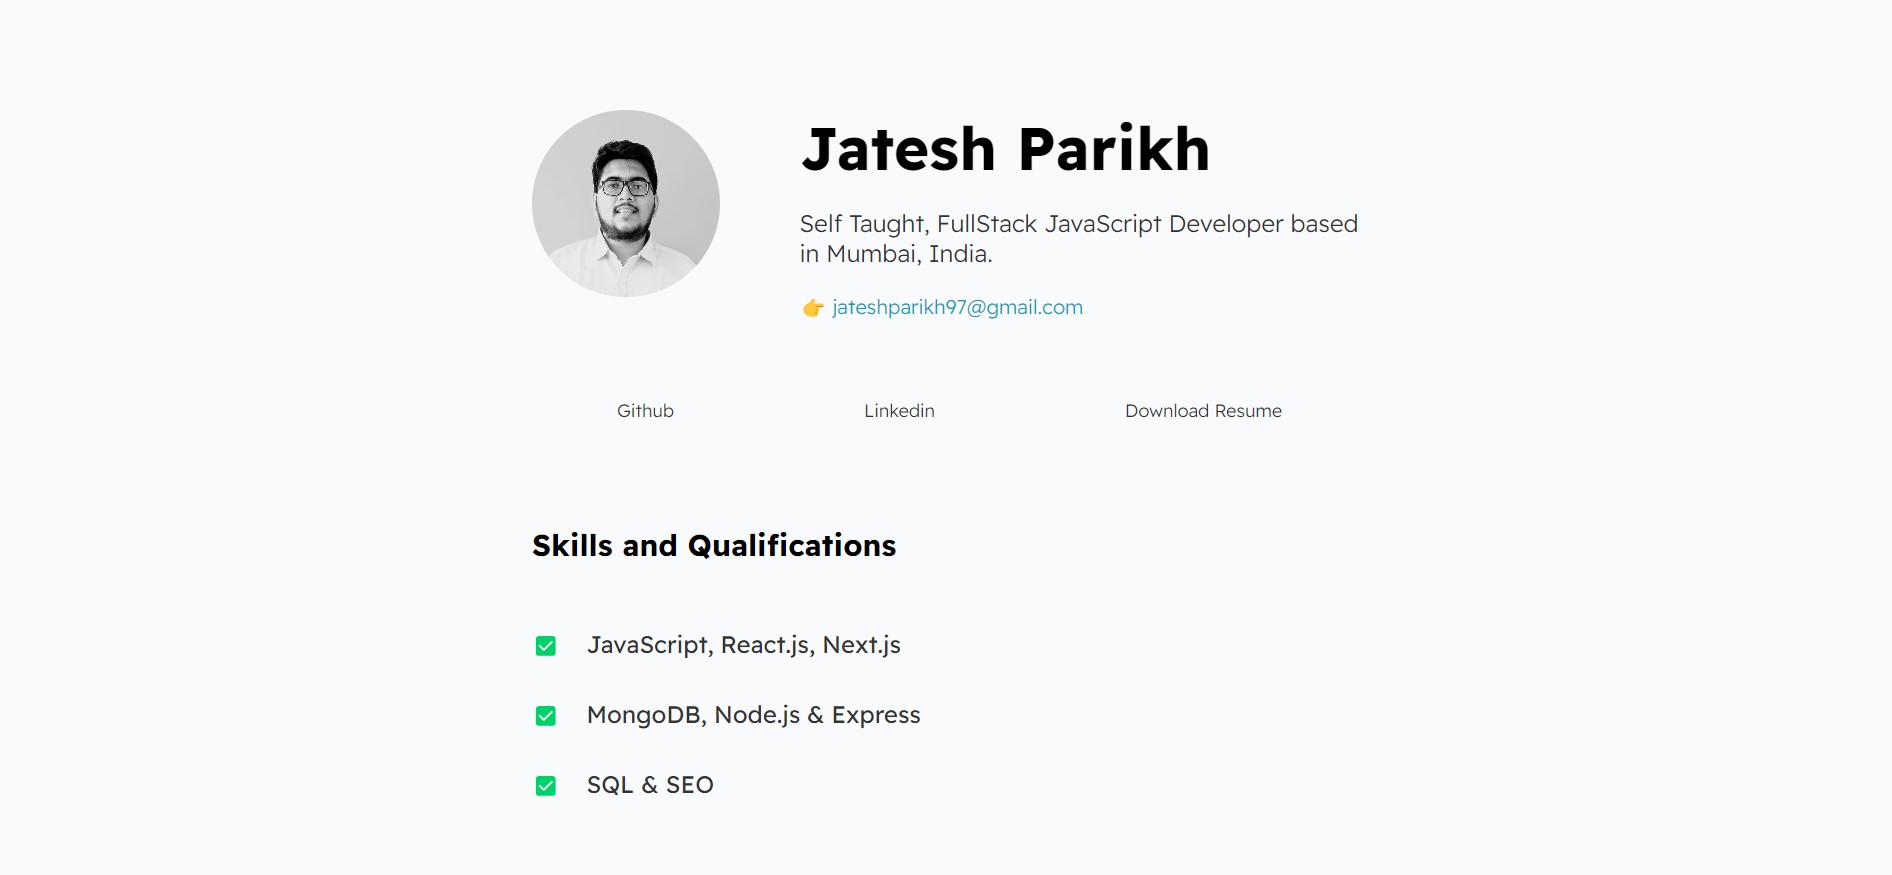 Jatesh Parikh
Self Taught, FullStack JavaScript Developer based
in Mumbai, India.
👉 jateshparikh97@gmail.com
Github
Linkedin
Download Resume
Skills and Qualifications
JavaScript, React.js, Next.js
MongoDB, Node.js & Express
SQL & SEO